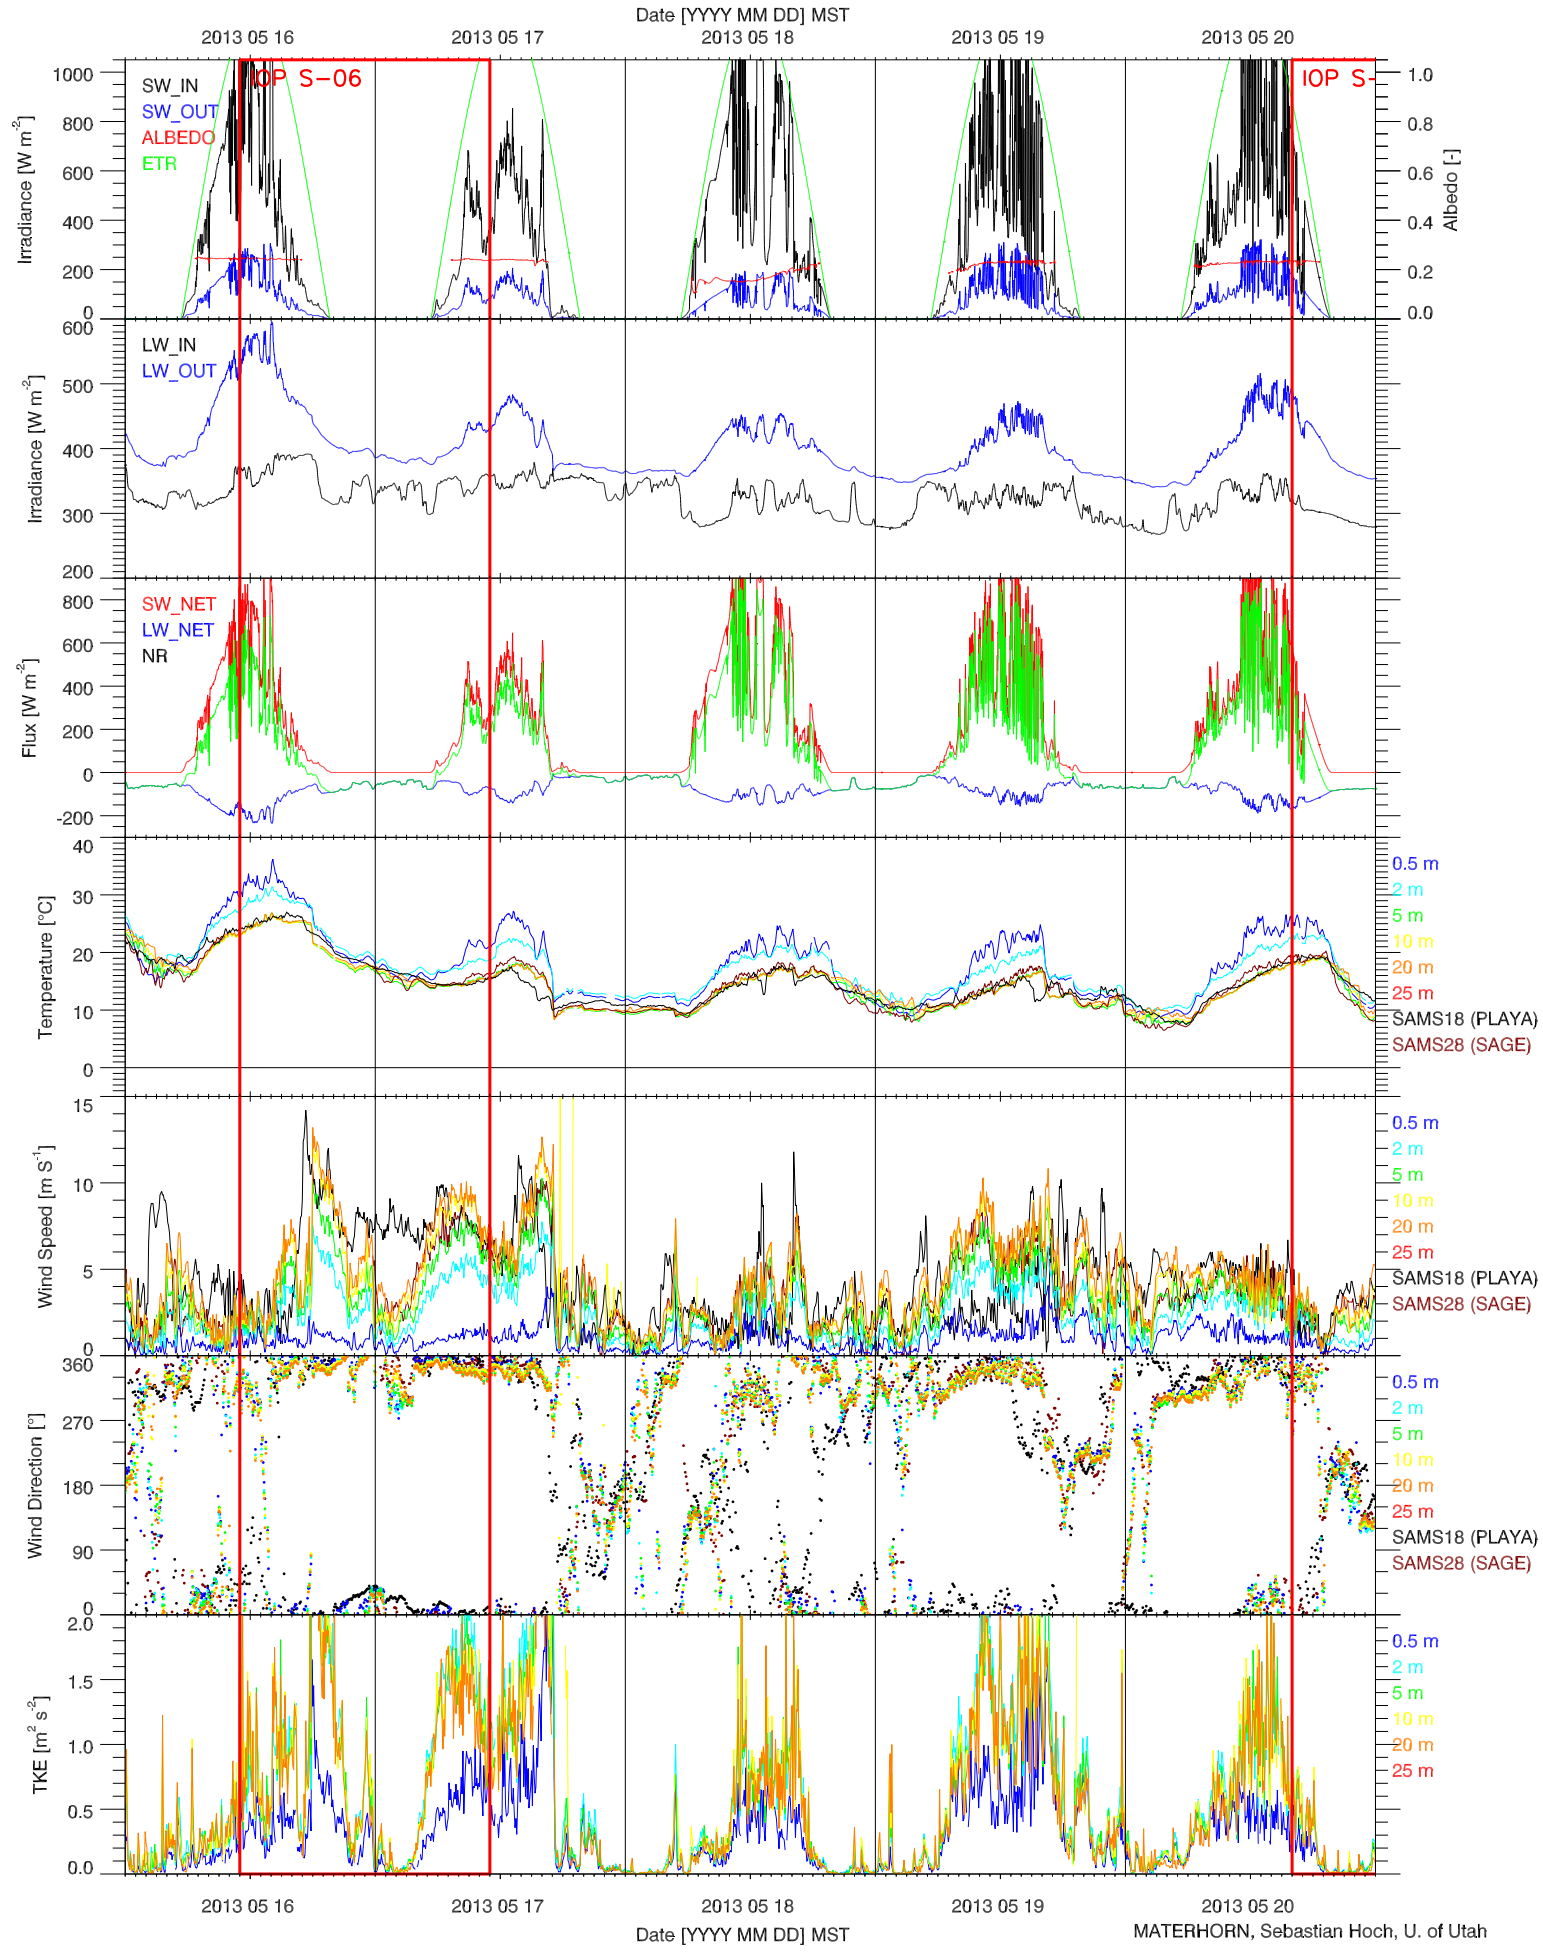 Date [YYYY MM DD] MST
2013 05 16 2013 05 17 2013 05 18 2013 05 19 2013 05 20
IOP S-06
IOP S-
SW_IN
SW_OUT
ALBEDO
ETR
Irradiance [W m-2]
1000
800
600
400
200
0
1.0
0.8
0.6
0.4
0.2
0.0
Albedo [-]
LW_IN
LW_OUT
Irradiance [W m-2]
600
500
400
300
200
SW_NET
LW_NET
NR
Flux [W m-2]
800
600
400
200
0
-200
Temperature [°C]
40
30
20
10
0
0.5 m
2 m
5 m
10 m
20 m
25 m
SAMS18 (PLAYA)
SAMS28 (SAGE)
Wind Speed [m S-1]
15
10
5
0
0.5 m
2 m
5 m
10 m
20 m
25 m
SAMS18 (PLAYA)
SAMS28 (SAGE)
Wind Direction [°]
360
270
180
90
0
0.5 m
2 m
5 m
10 m
20 m
25 m
SAMS18 (PLAYA)
SAMS28 (SAGE)
TKE [m2 s-2]
2.0
1.5
1.0
0.5
0.0
0.5 m
2 m
5 m
10 m
20 m
25 m
2013 05 16 2013 05 17 2013 05 18 2013 05 19 2013 05 20
Date [YYYY MM DD] MST
MATERHORN, Sebastian Hoch, U. of Utah